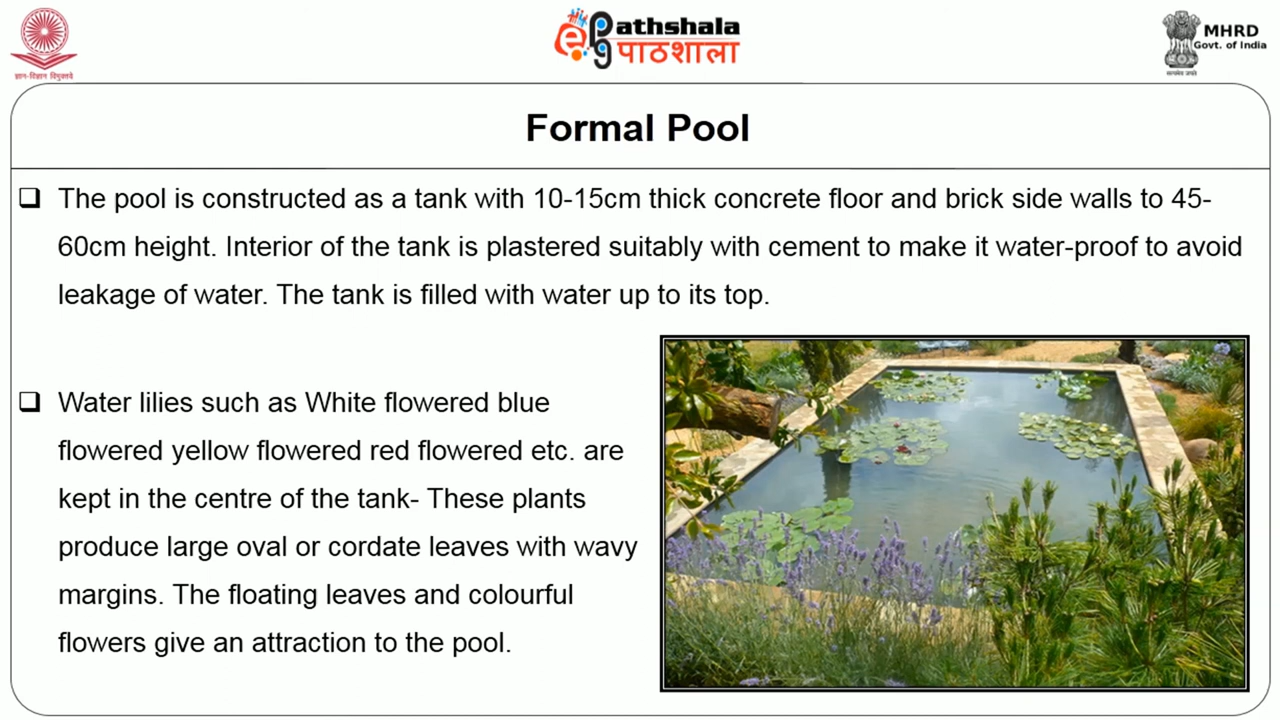 ज्ञान-विज्ञान विमुक्तये
ePathshala
पाठशाला
सत्यमेव जयते
MHRD
Govt. of India
Formal Pool
❑ The pool is constructed as a tank with 10-15cm thick concrete floor and brick side walls to 45-
60cm height. Interior of the tank is plastered suitably with cement to make it water-proof to avoid
leakage of water. The tank is filled with water up to its top.
❑ Water lilies such as White flowered blue
flowered yellow flowered red flowered etc. are
kept in the centre of the tank- These plants
produce large oval or cordate leaves with wavy
margins. The floating leaves and colourful
flowers give an attraction to the pool.